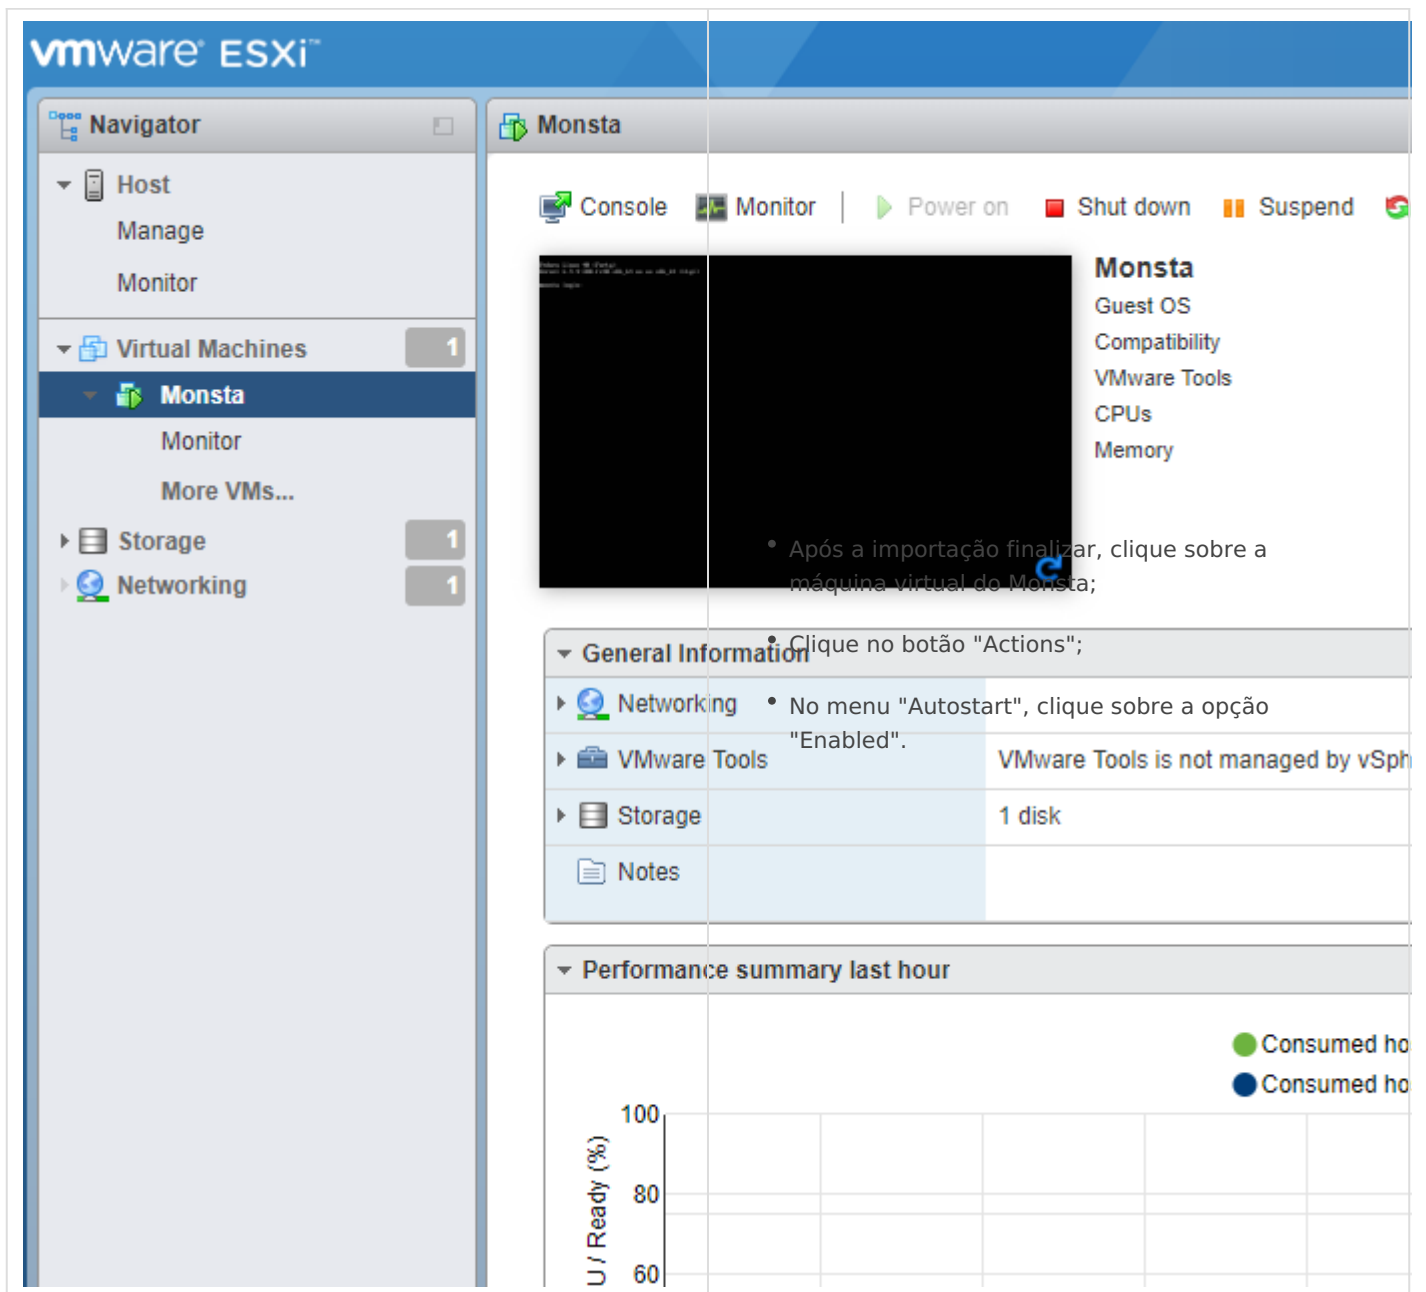 vmware ESXi™
Navigator
Host
Manage
Monitor
Virtual Machines 1
Monsta
Monitor
More VMs...
Storage 1
Networking 1
Monsta
Console Monitor Power on Shut down Suspend
Monsta
Guest OS
Compatibility
VMware Tools
CPUs
Memory
• Após a importação finalizar, clique sobre a
máquina virtual do Monsta;
• Clique no botão "Actions";
• No menu "Autostart", clique sobre a opção
"Enabled".
General Information
Networking
VMware Tools VMware Tools is not managed by vSph
Storage 1 disk
Notes
Performance summary last hour
Consumed ho
Consumed ho
100
80
60
U / Ready (%)